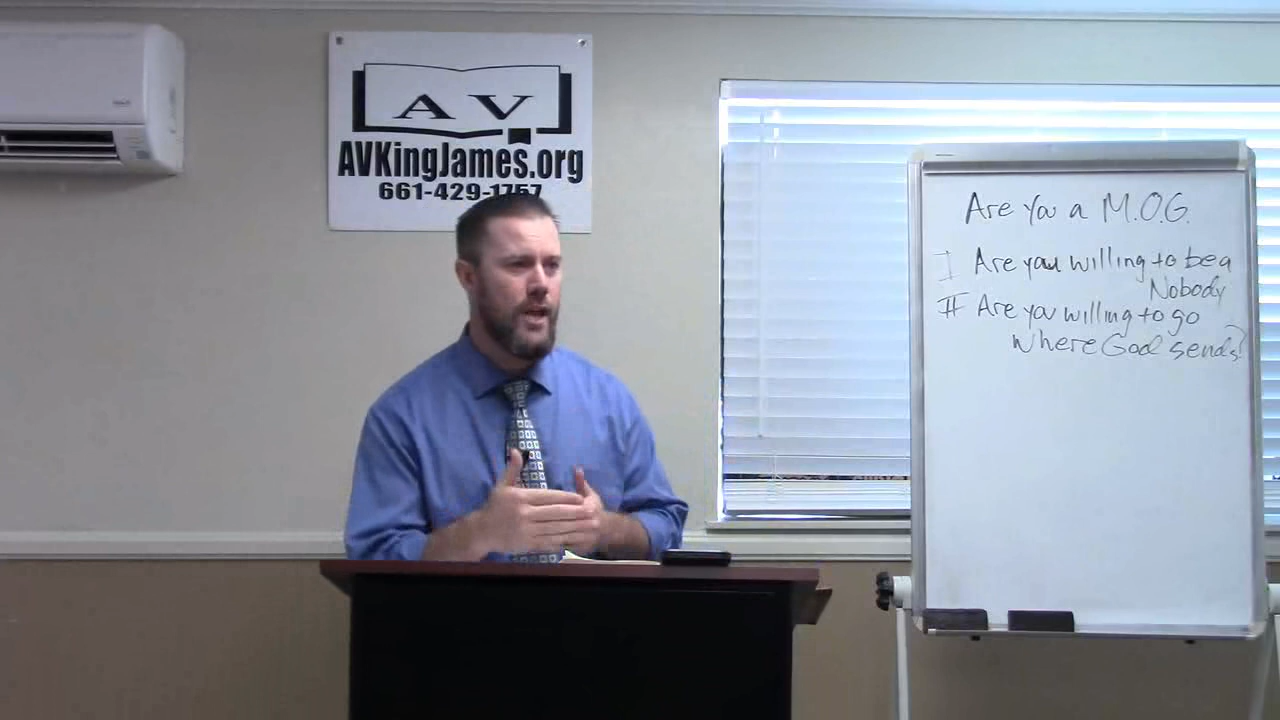 A V
AVKingJames.org
661-429-1757
Are You a M.O.G.
I Are you willing to be a
Nobody
II Are you willing to go
where God sends?